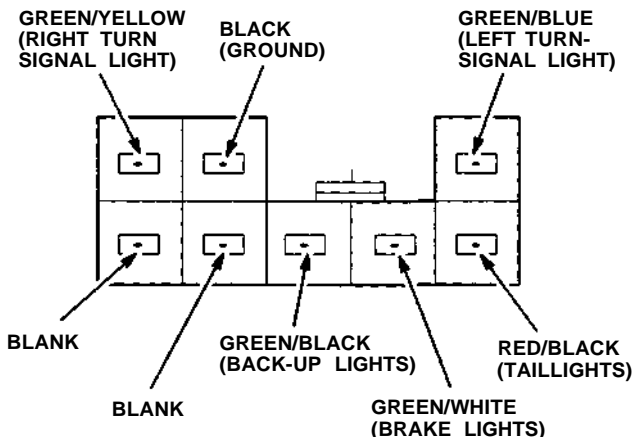 GREEN/YELLOW
(RIGHT TURN
SIGNAL LIGHT)
BLACK
(GROUND)
GREEN/BLUE
(LEFT TURN-
SIGNAL LIGHT)
BLANK
BLANK
GREEN/BLACK
(BACK-UP LIGHTS)
GREEN/WHITE
(BRAKE LIGHTS)
RED/BLACK
(TAILLIGHTS)